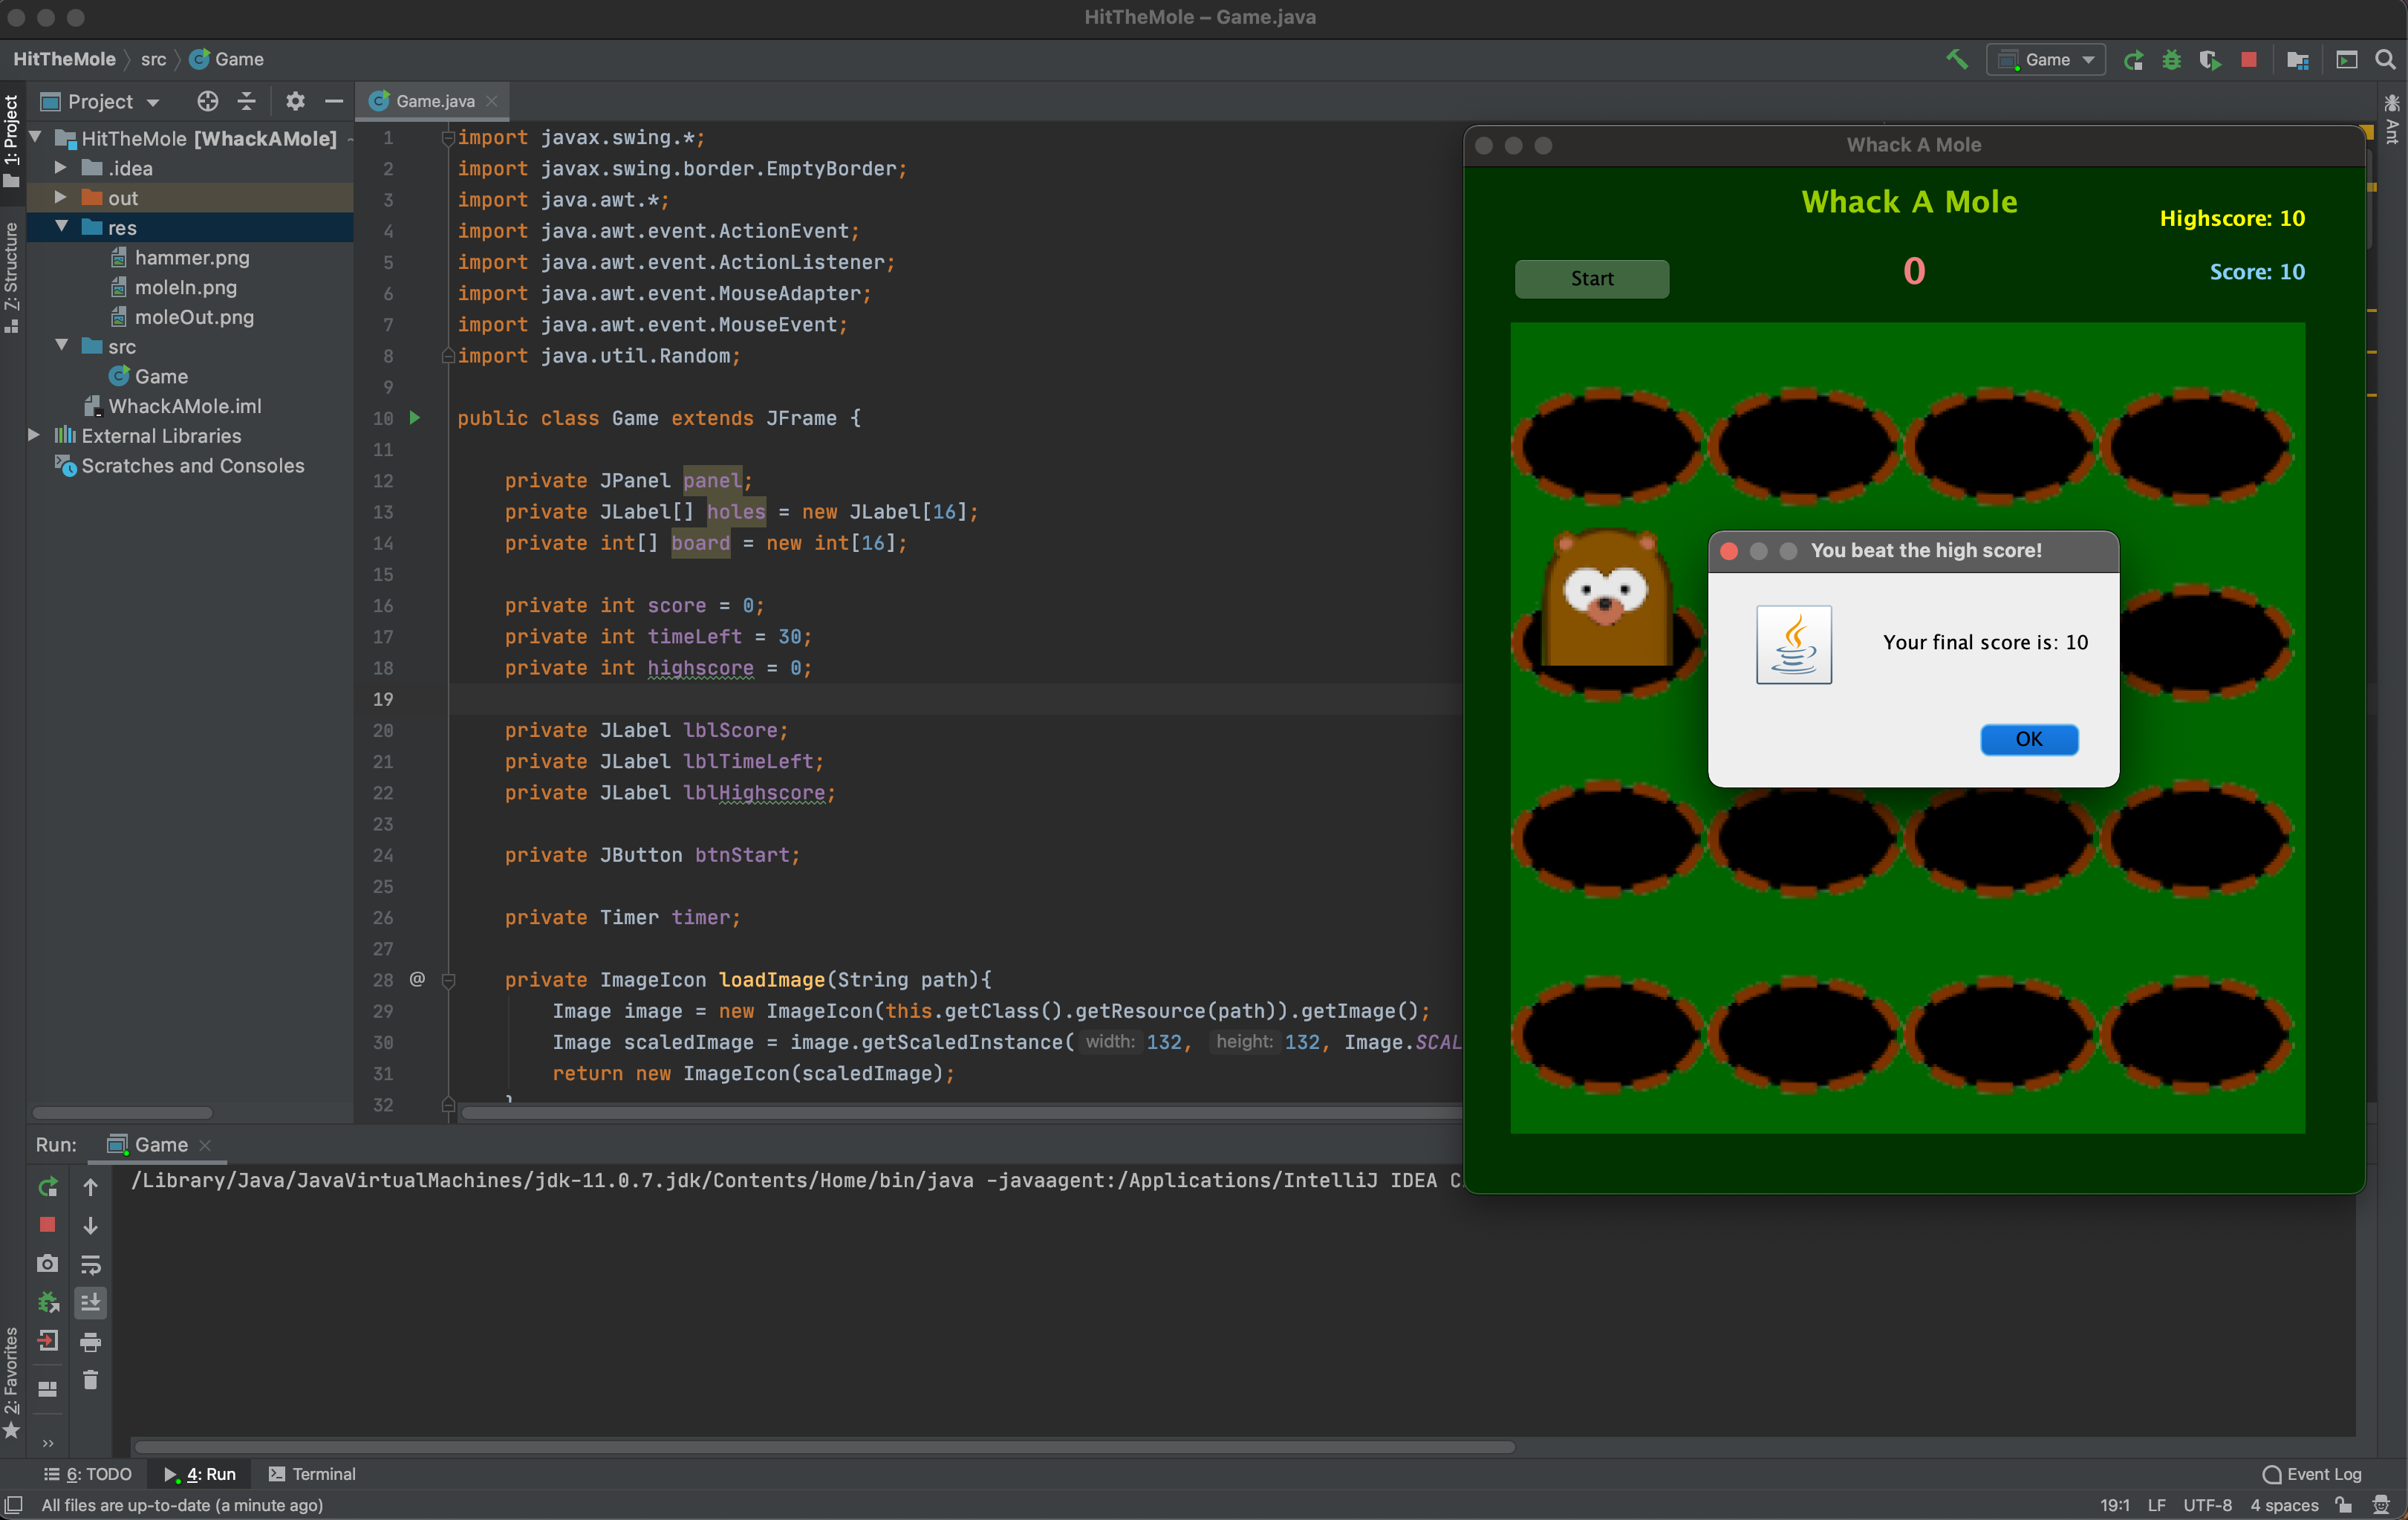 HitTheMole – Game.java
HitTheMole src Game
Game
Project
Game.java
1: Project
Z: Structure
2: Favorites
HitTheMole [WhackAMole]
.idea
out
res
hammer.png
moleIn.png
moleOut.png
src
Game
WhackAMole.iml
External Libraries
Scratches and Consoles
1 import javax.swing.*;
2 import javax.swing.border.EmptyBorder;
3 import java.awt.*;
4 import java.awt.event.ActionEvent;
5 import java.awt.event.ActionListener;
6 import java.awt.event.MouseAdapter;
7 import java.awt.event.MouseEvent;
8 import java.util.Random;
9
10 public class Game extends JFrame {
11
12 private JPanel panel;
13 private JLabel[] holes = new JLabel[16];
14 private int[] board = new int[16];
15
16 private int score = 0;
17 private int timeLeft = 30;
18 private int highscore = 0;
19
20 private JLabel lblScore;
21 private JLabel lblTimeLeft;
22 private JLabel lblHighscore;
23
24 private JButton btnStart;
25
26 private Timer timer;
27
28 @ private ImageIcon loadImage(String path){
29 Image image = new ImageIcon(this.getClass().getResource(path)).getImage();
30 Image scaledImage = image.getScaledInstance( width: 132, height: 132, Image.SCAL
31 return new ImageIcon(scaledImage);
32 }
Ant
Whack A Mole
Whack A Mole
Highscore: 10
Start
0
Score: 10
You beat the high score!
Your final score is: 10
OK
Run: Game
/Library/Java/JavaVirtualMachines/jdk-11.0.7.jdk/Contents/Home/bin/java -javaagent:/Applications/IntelliJ IDEA C
6: TODO
4: Run
Terminal
Event Log
All files are up-to-date (a minute ago)
19:1 LF UTF-8 4 spaces